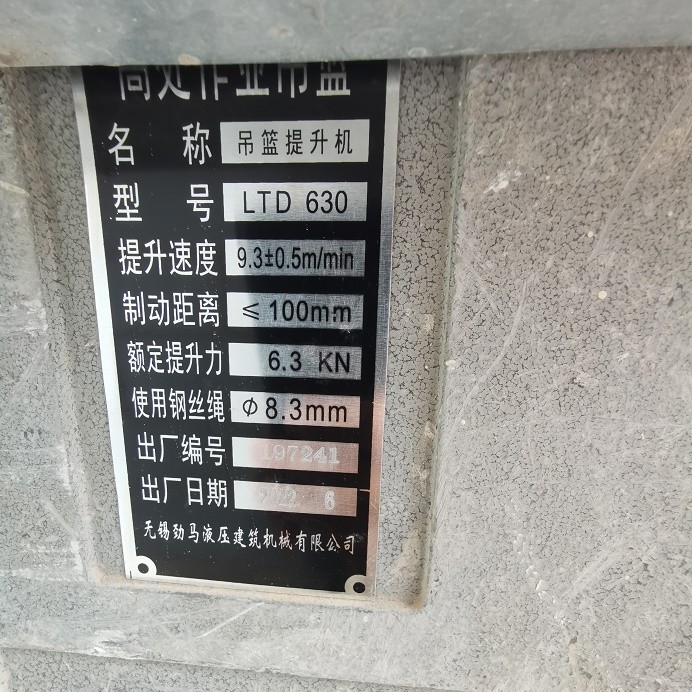 高处作业吊篮
名 称 吊篮提升机
型 号 LTD 630
提升速度 9.3±0.5m/min
制动距离 ≤100mm
额定提升力 6.3 KN
使用钢丝绳 Φ8.3mm
出厂编号 197241
出厂日期 6
无锡劲马液压建筑机械有限公司